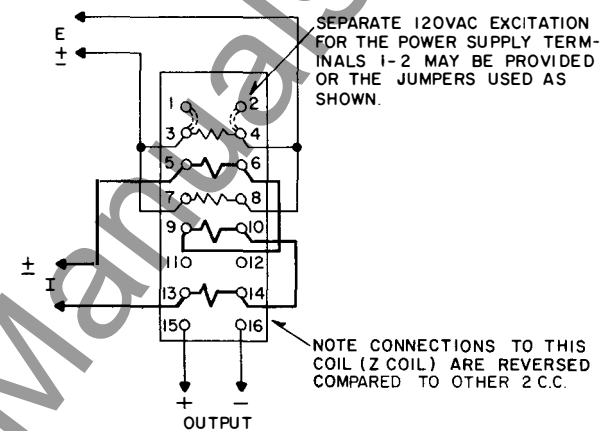 E
±
SEPARATE 120VAC EXCITATION
FOR THE POWER SUPPLY TERM-
INALS 1-2 MAY BE PROVIDED
OR THE JUMPERS USED AS
SHOWN.
1 2
3 4
5 6
7 8
9 10
11 12
±
I
13 14
15 16
NOTE CONNECTIONS TO THIS
COIL (Z COIL) ARE REVERSED
COMPARED TO OTHER 2 C.C.
+ −
OUTPUT
Manuals